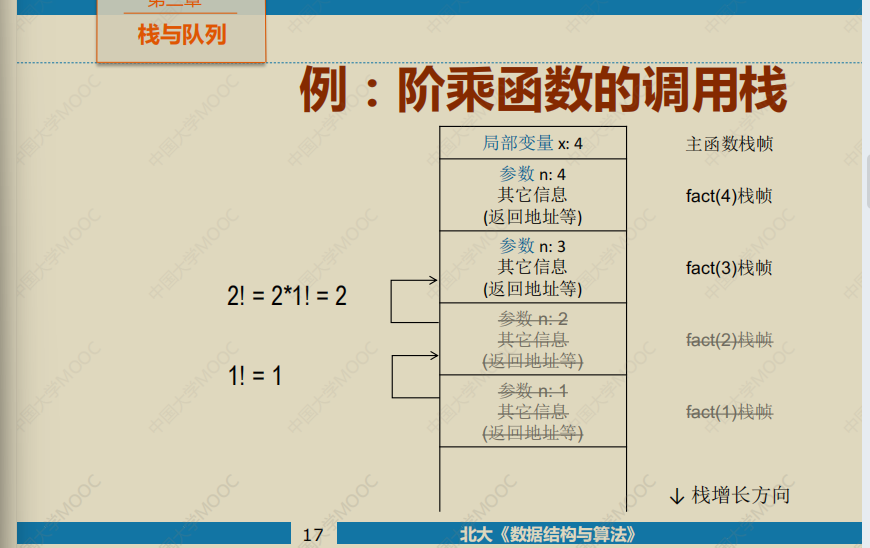 第三章
栈与队列
例：阶乘函数的调用栈
局部变量 x: 4
主函数栈帧
参数 n: 4
其它信息
(返回地址等)
fact(4)栈帧
参数 n: 3
其它信息
(返回地址等)
fact(3)栈帧
2! = 2*1! = 2
参数 n: 2
其它信息
(返回地址等)
fact(2)栈帧
1! = 1
参数 n: 1
其它信息
(返回地址等)
fact(1)栈帧
↓ 栈增长方向
17
北大《数据结构与算法》
中国大学MOOC